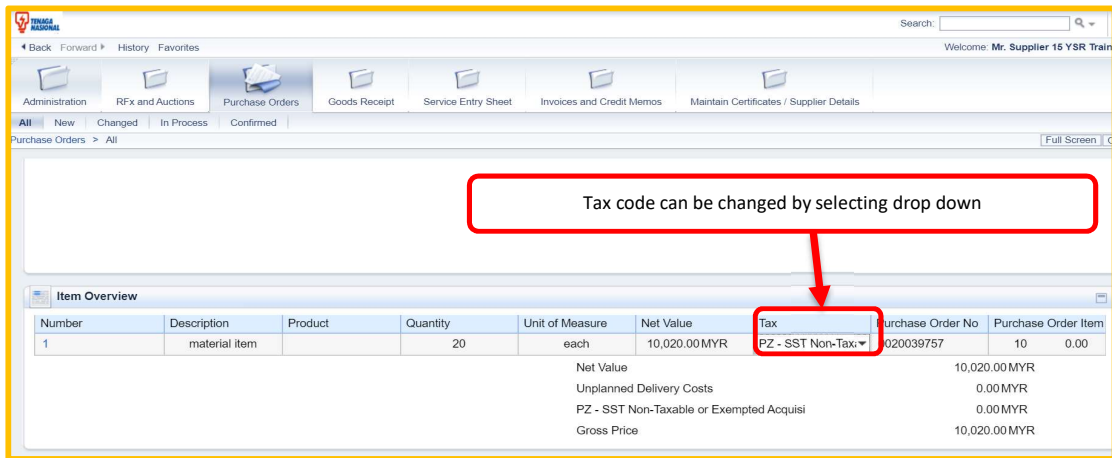 TENAGA
NASIONAL
Search:
Back Forward History Favorites Welcome: Mr. Supplier 15 YSR Train
Administration RFx and Auctions Purchase Orders Goods Receipt Service Entry Sheet Invoices and Credit Memos Maintain Certificates / Supplier Details
All New Changed In Process Confirmed
Purchase Orders > All Full Screen
Tax code can be changed by selecting drop down
Item Overview
Number Description Product Quantity Unit of Measure Net Value Tax Purchase Order No Purchase Order Item
1 material item 20 each 10,020.00 MYR PZ - SST Non-Tax 0020039757 10 0.00
Net Value 10,020.00 MYR
Unplanned Delivery Costs 0.00 MYR
PZ - SST Non-Taxable or Exempted Acquisi 0.00 MYR
Gross Price 10,020.00 MYR